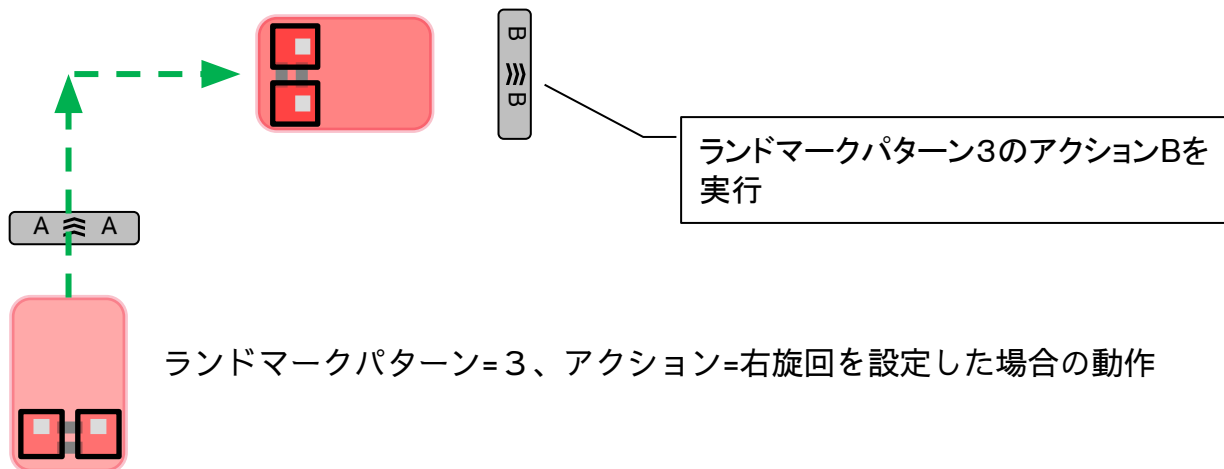 B
B
ランドマークパターン3のアクションBを
実行
A A
ランドマークパターン=３、アクション=右旋回を設定した場合の動作